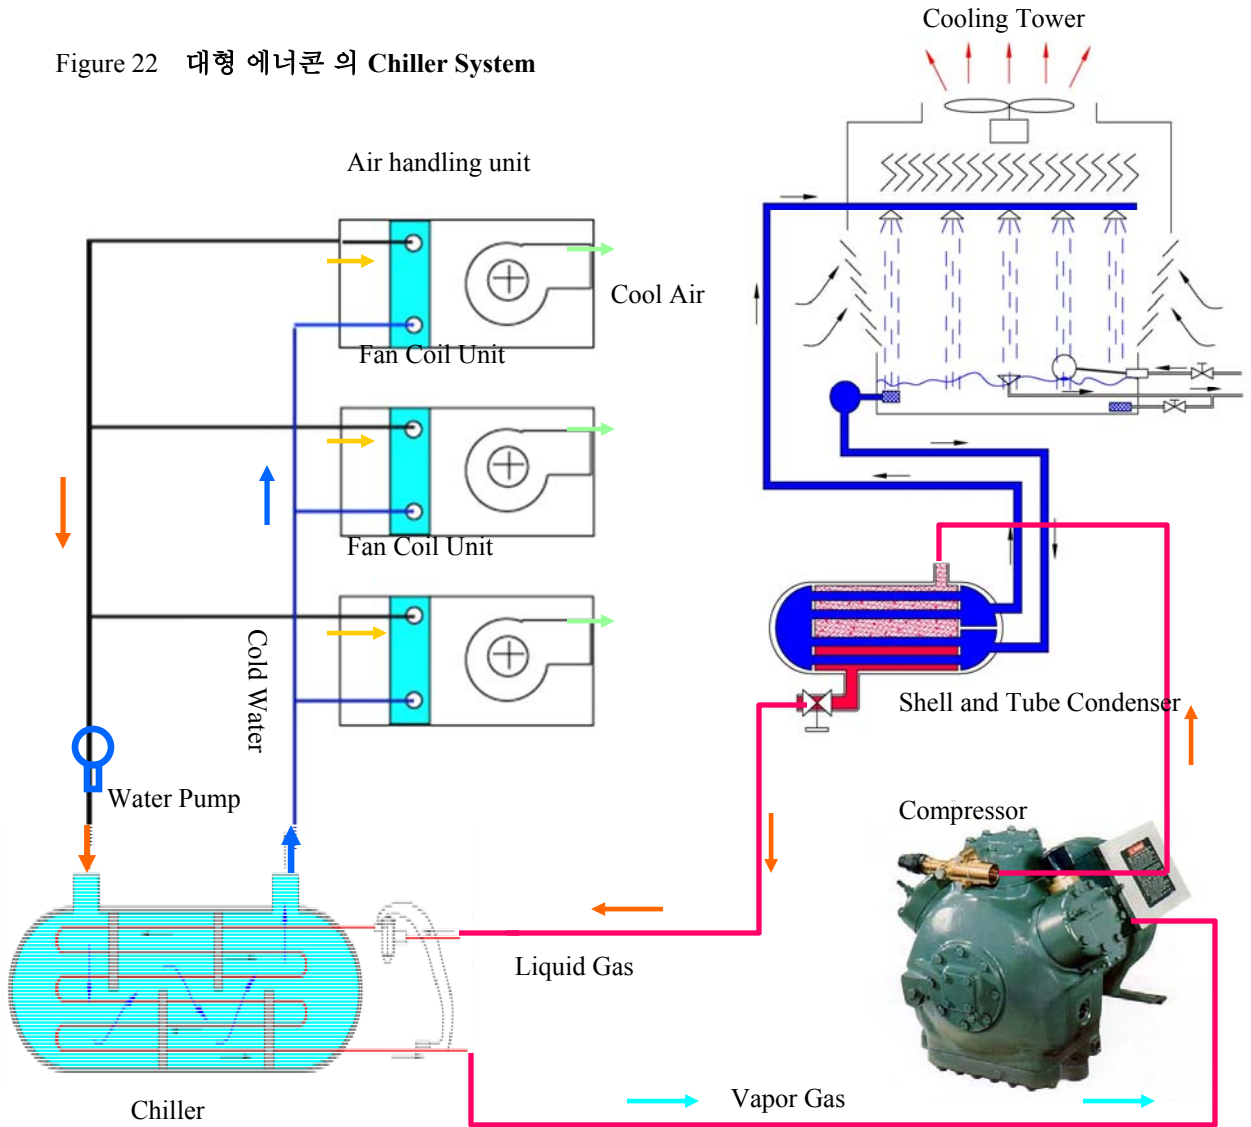 Cooling Tower
Figure 22 대형 에너콘 의 Chiller System
Air handling unit
Cool Air
Fan Coil Unit
Fan Coil Unit
Cold Water
Shell and Tube Condenser
Water Pump
Compressor
Liquid Gas
Vapor Gas
Chiller